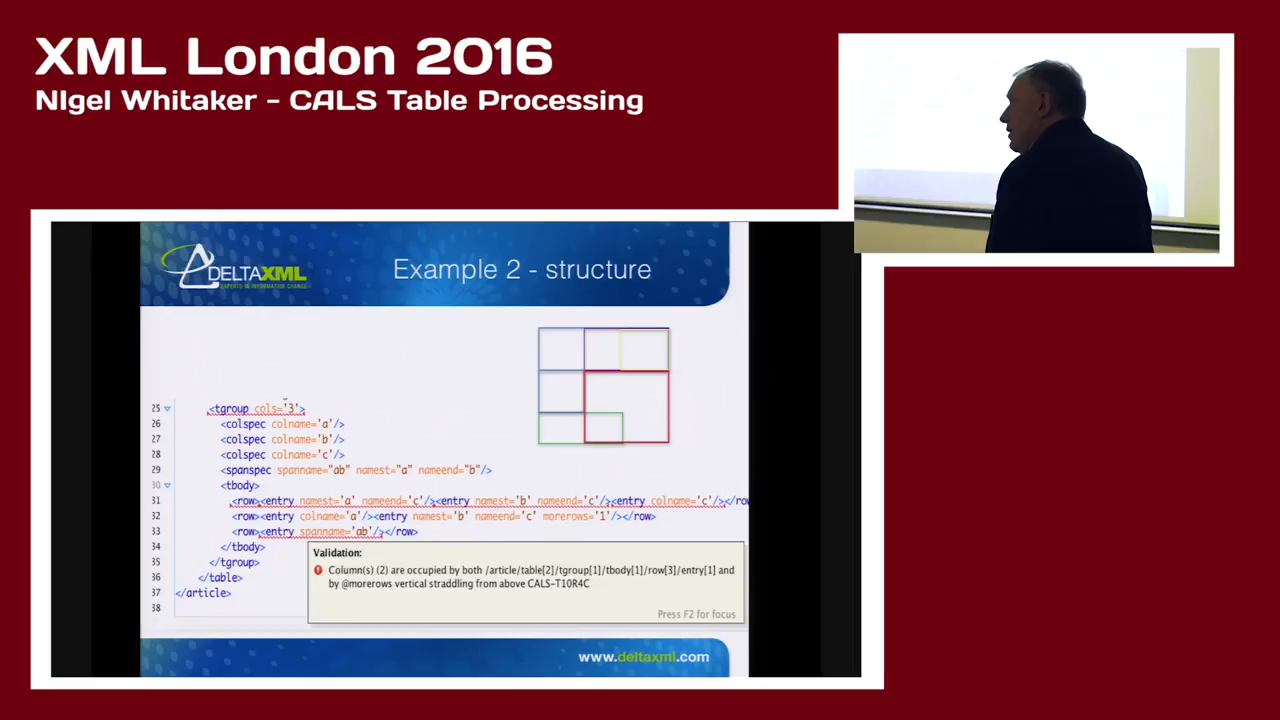 XML London 2016
NIgel Whitaker - CALS Table Processing
DELTAXML
EXPERTS IN INFORMATION CHANGE
Example 2 - structure
25 <tgroup cols='3'>
26 <colspec colname='a'/>
27 <colspec colname='b'/>
28 <colspec colname='c'/>
29 <spanspec spanname="ab" namest="a" nameend="b"/>
30 <tbody>
31 <row><entry namest='a' nameend='c'/><entry namest='b' nameend='c'/><entry colname='c'/></row
32 <row><entry colname='a'/><entry namest='b' nameend='c' morerows='1'/></row>
33 <row><entry spanname='ab'/></row>
34 </tbody>
35 </tgroup>
36 </table>
37 </article>
38
Validation:
Column(s) (2) are occupied by both /article/table[2]/tgroup[1]/tbody[1]/row[3]/entry[1] and
by @morerows vertical straddling from above CALS-T10R4C
Press F2 for focus
www.deltaxml.com